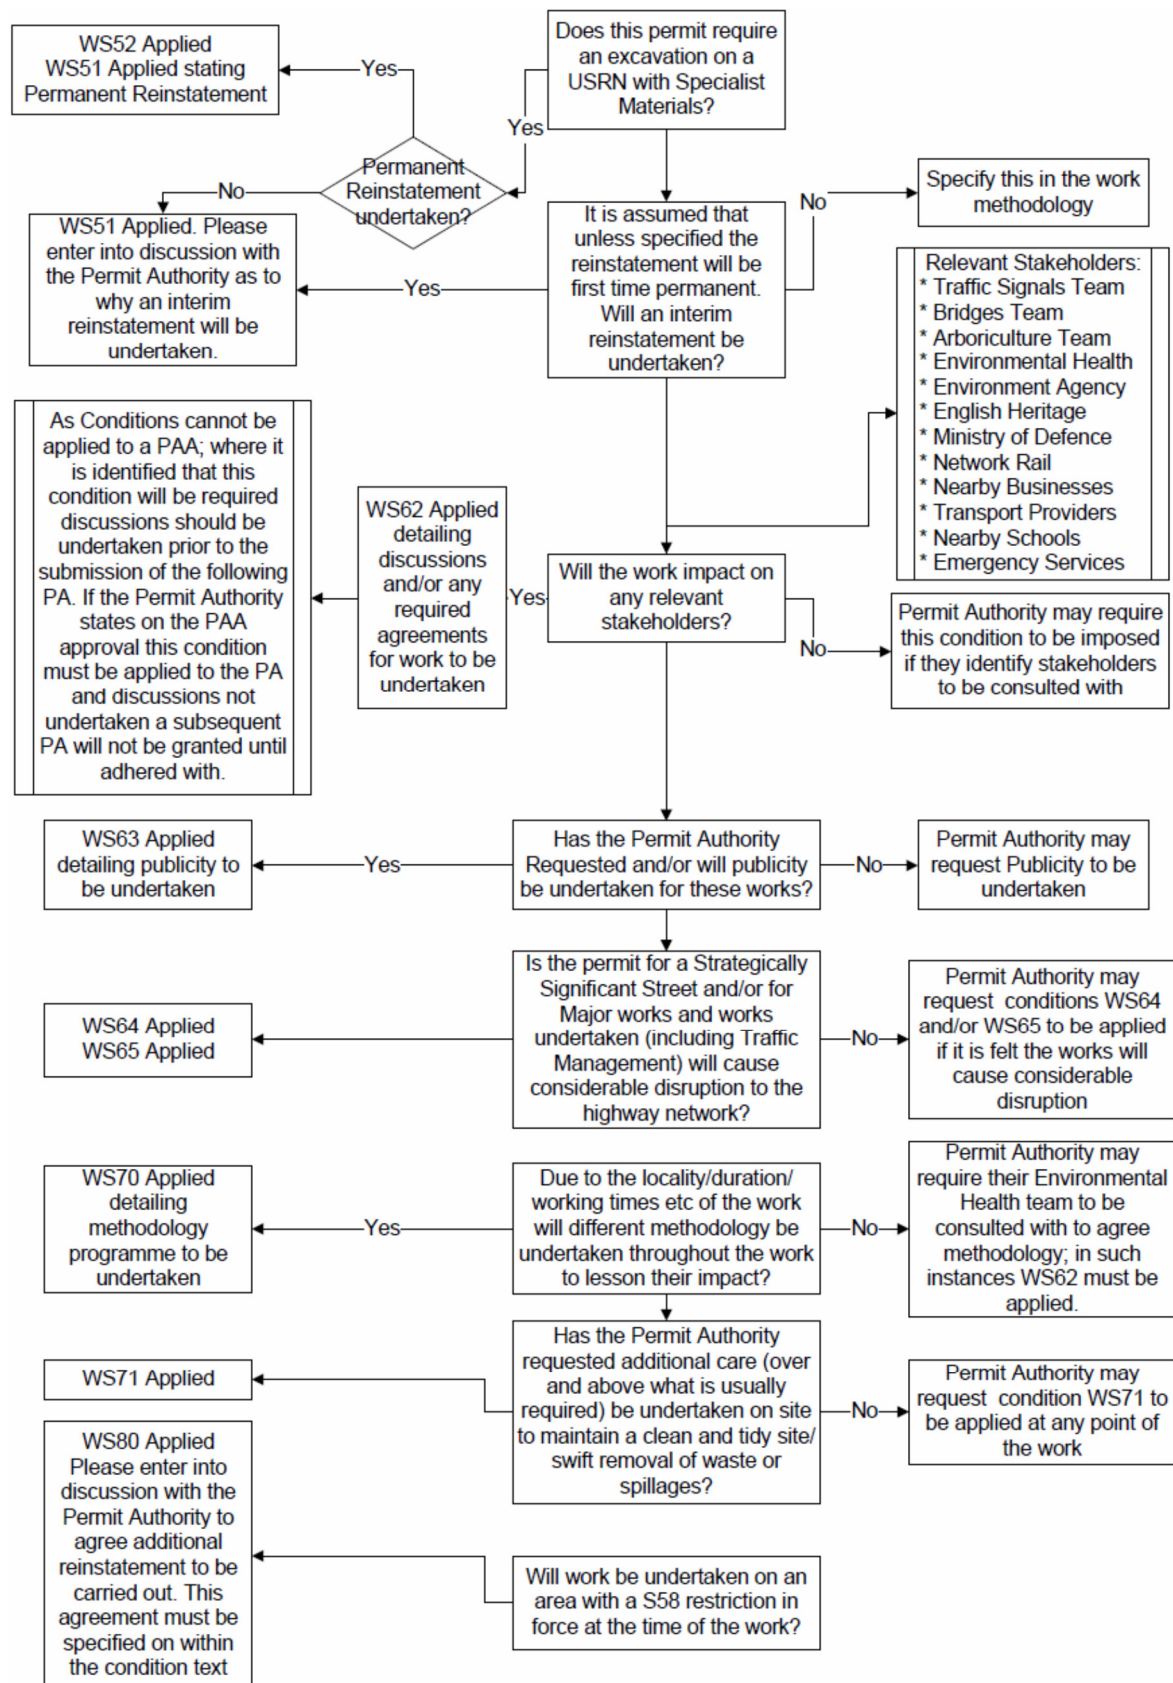 WS52 Applied
WS51 Applied stating
Permanent Reinstatement
Yes
Does this permit require
an excavation on a
USRN with Specialist
Materials?
Yes
Permanent
Reinstatement
undertaken?
No
WS51 Applied. Please
enter into discussion with
the Permit Authority as to
why an interim
reinstatement will be
undertaken.
Yes
It is assumed that
unless specified the
reinstatement will be
first time permanent.
Will an interim
reinstatement be
undertaken?
No
Specify this in the work
methodology
Relevant Stakeholders:
* Traffic Signals Team
* Bridges Team
* Arboriculture Team
* Environmental Health
* Environment Agency
* English Heritage
* Ministry of Defence
* Network Rail
* Nearby Businesses
* Transport Providers
* Nearby Schools
* Emergency Services
As Conditions cannot be
applied to a PAA; where it
is identified that this
condition will be required
discussions should be
undertaken prior to the
submission of the following
PA. If the Permit Authority
states on the PAA
approval this condition
must be applied to the PA
and discussions not
undertaken a subsequent
PA will not be granted until
adhered with.
WS62 Applied
detailing
discussions
and/or any
required
agreements
for work to be
undertaken
Yes
Will the work impact on
any relevant
stakeholders?
No
Permit Authority may require
this condition to be imposed
if they identify stakeholders
to be consulted with
WS63 Applied
detailing publicity to
be undertaken
Yes
Has the Permit Authority
Requested and/or will publicity
be undertaken for these works?
No
Permit Authority may
request Publicity to be
undertaken
WS64 Applied
WS65 Applied
Is the permit for a Strategically
Significant Street and/or for
Major works and works
undertaken (including Traffic
Management) will cause
considerable disruption to the
highway network?
No
Permit Authority may
request conditions WS64
and/or WS65 to be applied
if it is felt the works will
cause considerable
disruption
WS70 Applied
detailing
methodology
programme to be
undertaken
Yes
Due to the locality/duration/
working times etc of the work
will different methodology be
undertaken throughout the work
to lesson their impact?
No
Permit Authority may
require their Environmental
Health team to be
consulted with to agree
methodology; in such
instances WS62 must be
applied.
WS71 Applied
Has the Permit Authority
requested additional care (over
and above what is usually
required) be undertaken on site
to maintain a clean and tidy site/
swift removal of waste or
spillages?
No
Permit Authority may
request condition WS71 to
be applied at any point of
the work
WS80 Applied
Please enter into
discussion with the
Permit Authority to
agree additional
reinstatement to be
carried out. This
agreement must be
specified on within
the condition text
Will work be undertaken on an
area with a S58 restriction in
force at the time of the work?